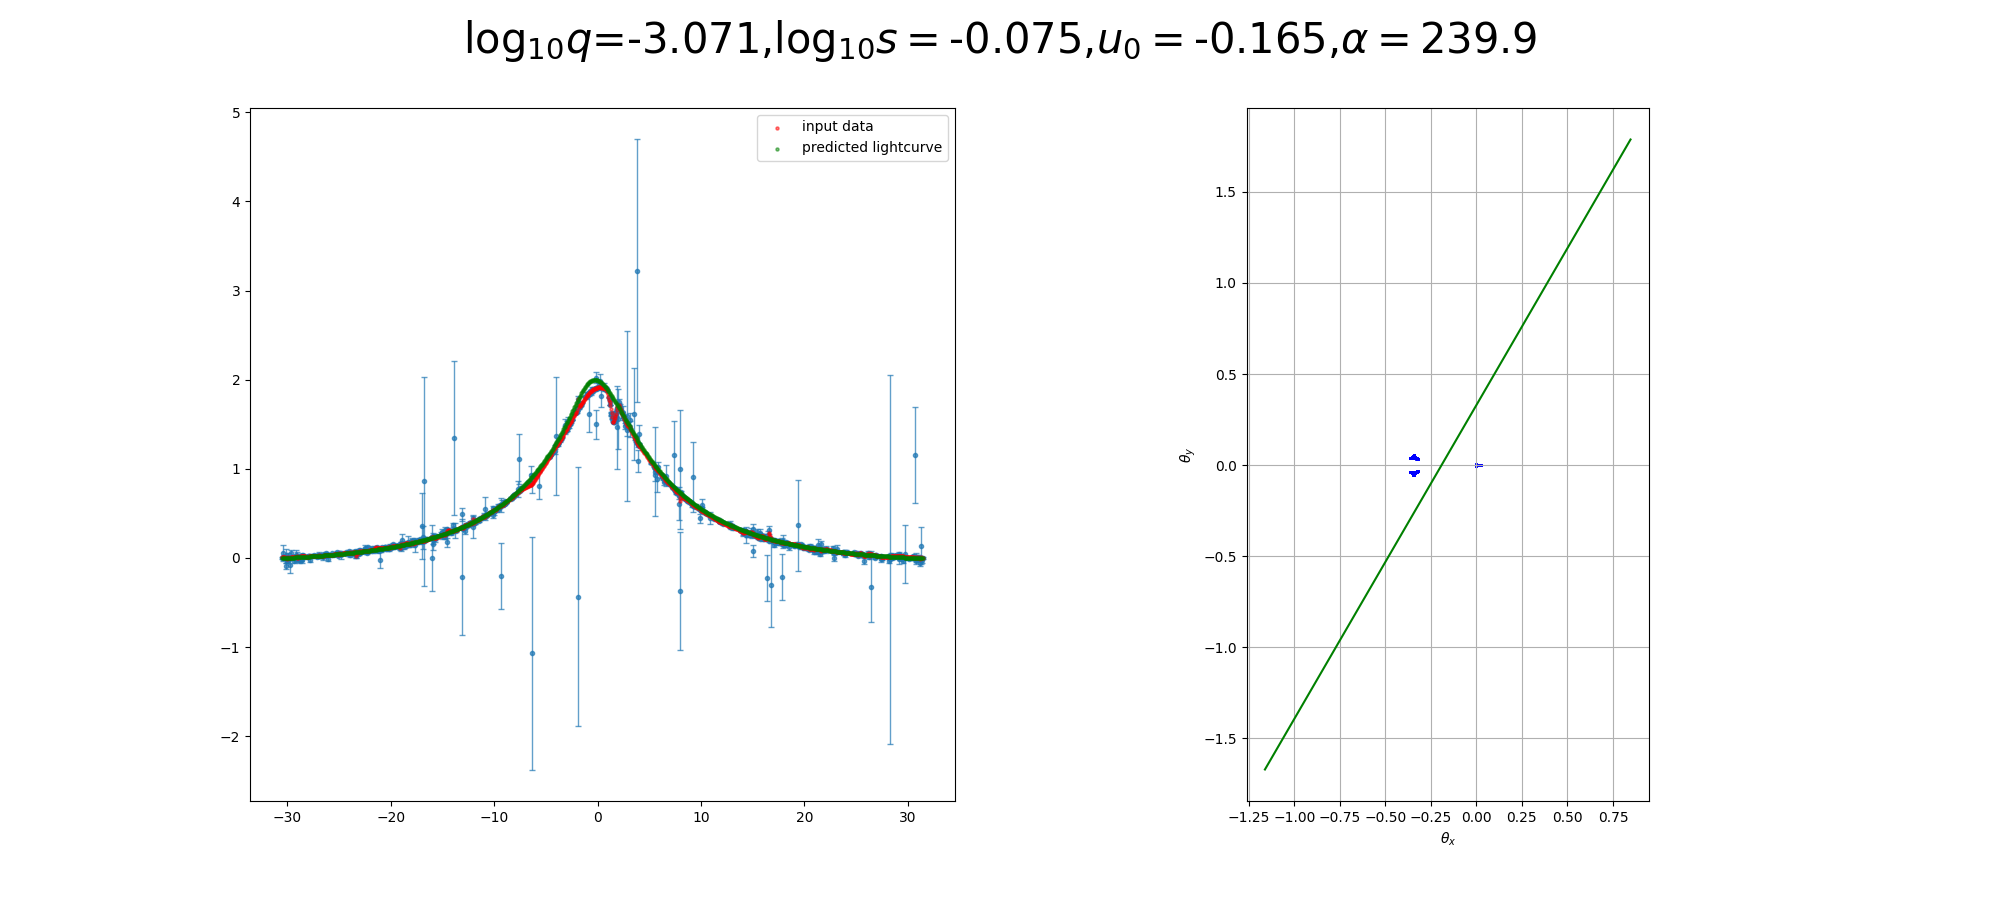 log₁₀q=-3.071,log₁₀s = -0.075,u₀ = -0.165,α = 239.9
input data
predicted lightcurve
5
4
3
2
1
0
−1
−2
−30 −20 −10 0 10 20 30
θy
1.5
1.0
0.5
0.0
−0.5
−1.0
−1.5
−1.25 −1.00 −0.75 −0.50 −0.25 0.00 0.25 0.50 0.75
θx